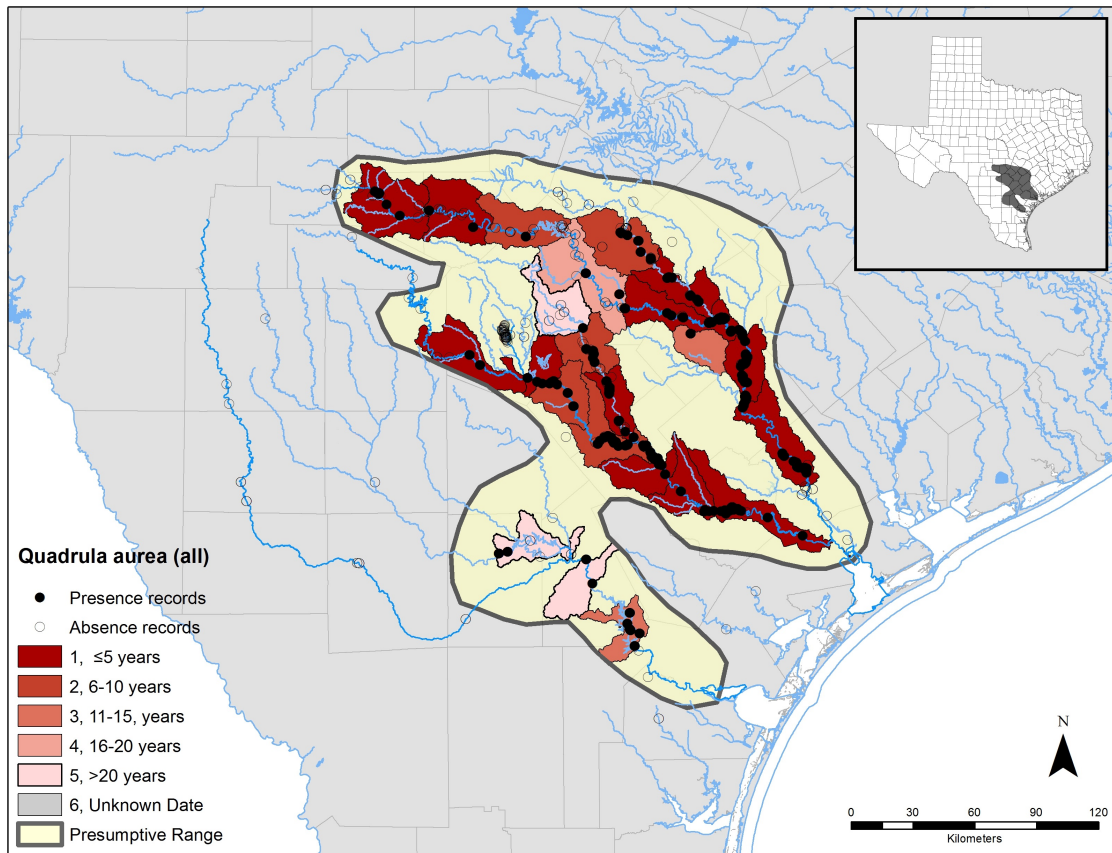 Quadrula aurea (all)
Presence records
Absence records
1, ≤5 years
2, 6-10 years
3, 11-15, years
4, 16-20 years
5, >20 years
6, Unknown Date
Presumptive Range
N
0 15 30 60 90 120
Kilometers